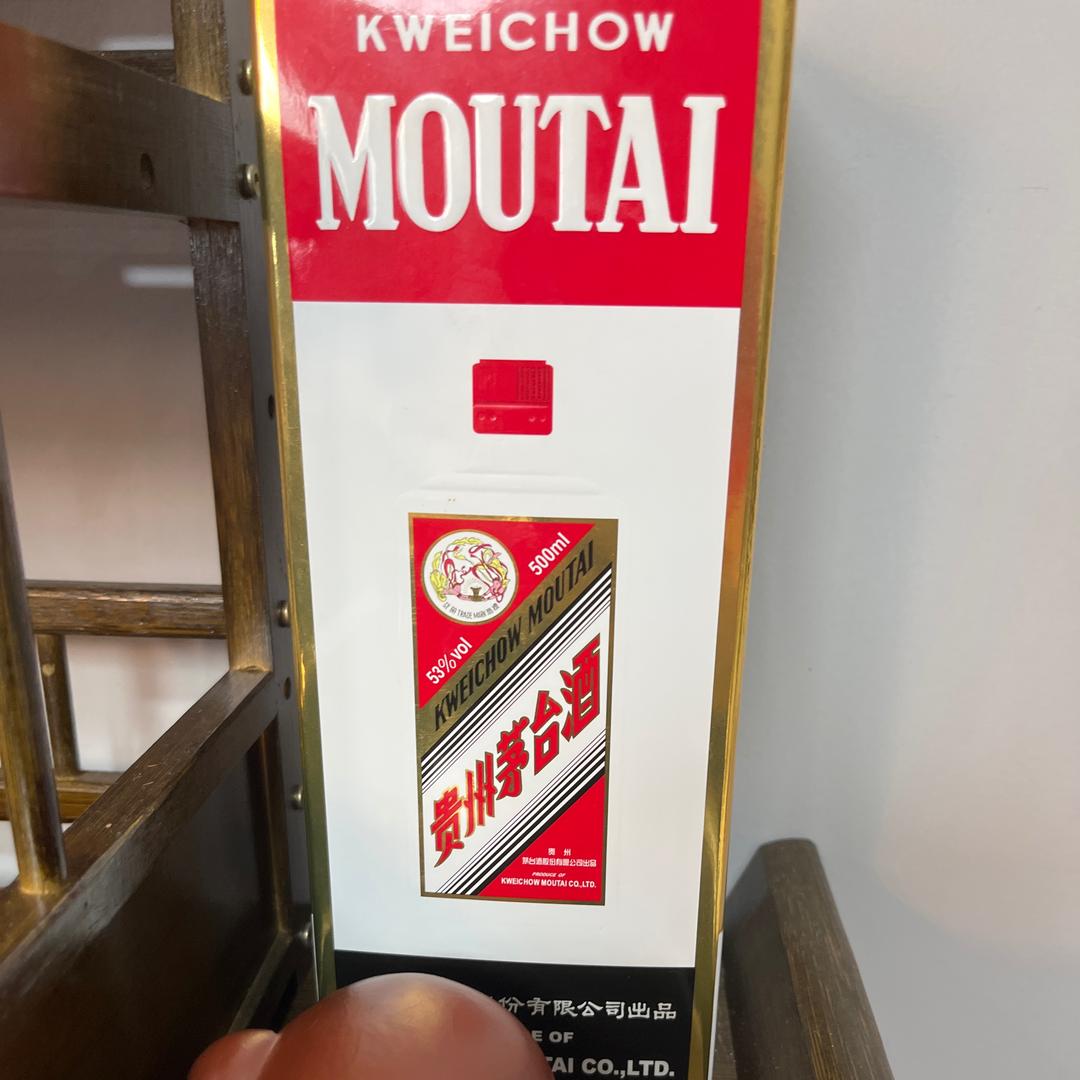 KWEICHOW
MOUTAI
500ml
53%vol
KWEICHOW MOUTAI
贵州茅台酒
贵 州
茅台酒股份有限公司出品
PRODUCE OF
KWEICHOW MOUTAI CO.,LTD.
份有限公司出品
E OF
TAI CO.,LTD.